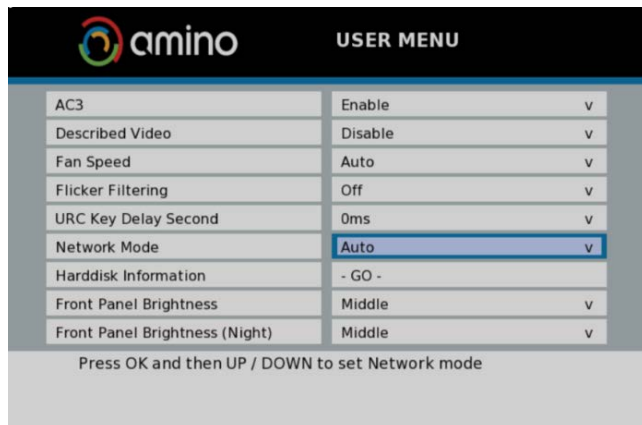 amino
USER MENU
AC3 Enable v
Described Video Disable v
Fan Speed Auto v
Flicker Filtering Off v
URC Key Delay Second 0ms v
Network Mode Auto v
Harddisk Information - GO -
Front Panel Brightness Middle v
Front Panel Brightness (Night) Middle v
Press OK and then UP / DOWN to set Network mode